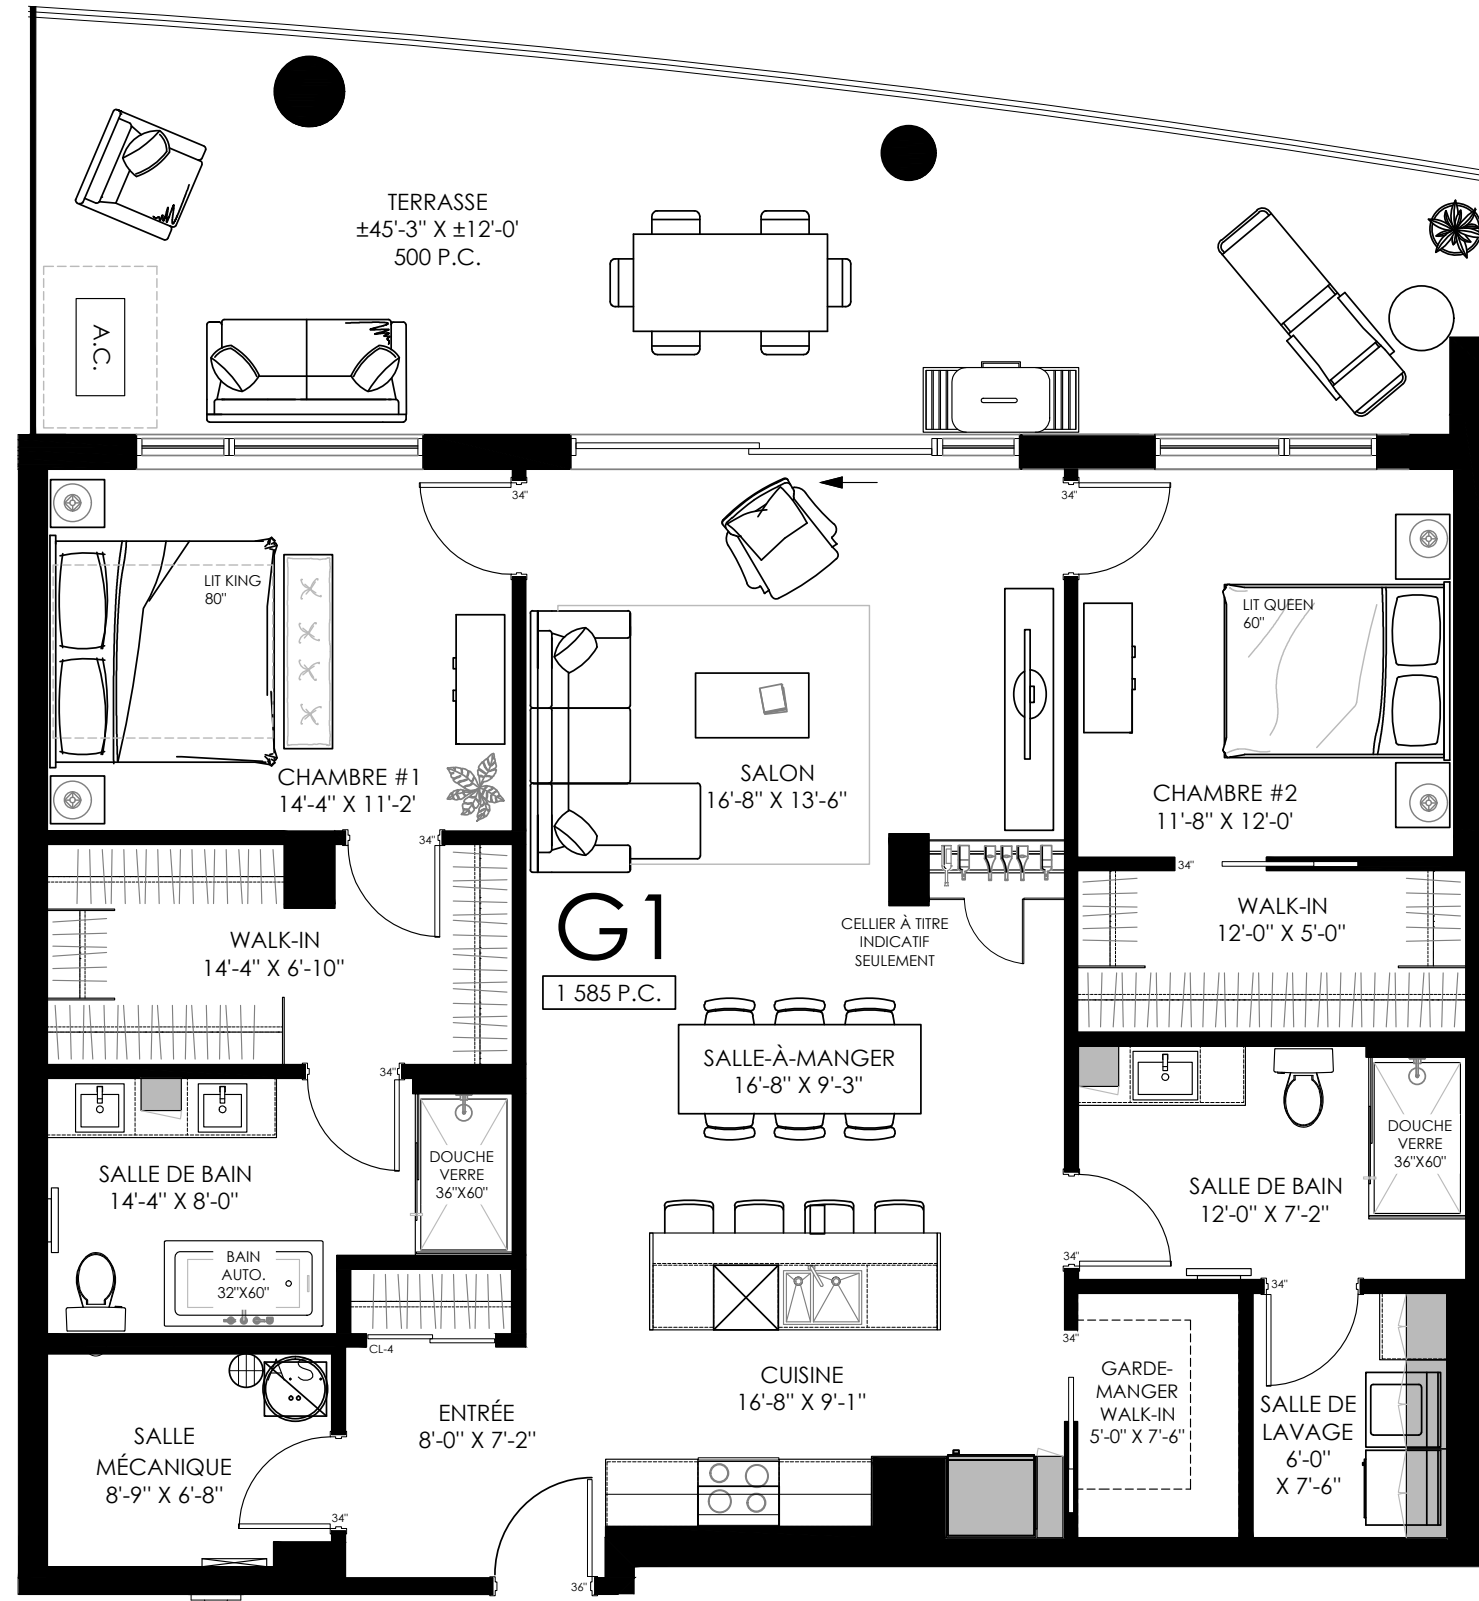 TERRASSE
±45'-3" X ±12'-0'
500 P.C.
A.C.
34"
34"
LIT KING
80"
LIT QUEEN
60"
CHAMBRE #1
14'-4" X 11'-2'
SALON
16'-8" X 13'-6"
CHAMBRE #2
11'-8" X 12'-0'
34"
34"
G1
1 585 P.C.
CELLIER À TITRE
INDICATIF
SEULEMENT
WALK-IN
14'-4" X 6'-10"
WALK-IN
12'-0" X 5'-0"
SALLE-À-MANGER
16'-8" X 9'-3"
34"
SALLE DE BAIN
14'-4" X 8'-0"
DOUCHE
VERRE
36"X60"
DOUCHE
VERRE
36"X60"
SALLE DE BAIN
12'-0" X 7'-2"
BAIN
AUTO.
32"X60"
34"
34"
CL-4
34"
CUISINE
16'-8" X 9'-1"
GARDE-
MANGER
WALK-IN
5'-0" X 7'-6"
SALLE DE
LAVAGE
6'-0"
X 7'-6"
ENTRÉE
8'-0" X 7'-2"
SALLE
MÉCANIQUE
8'-9" X 6'-8"
34"
36"